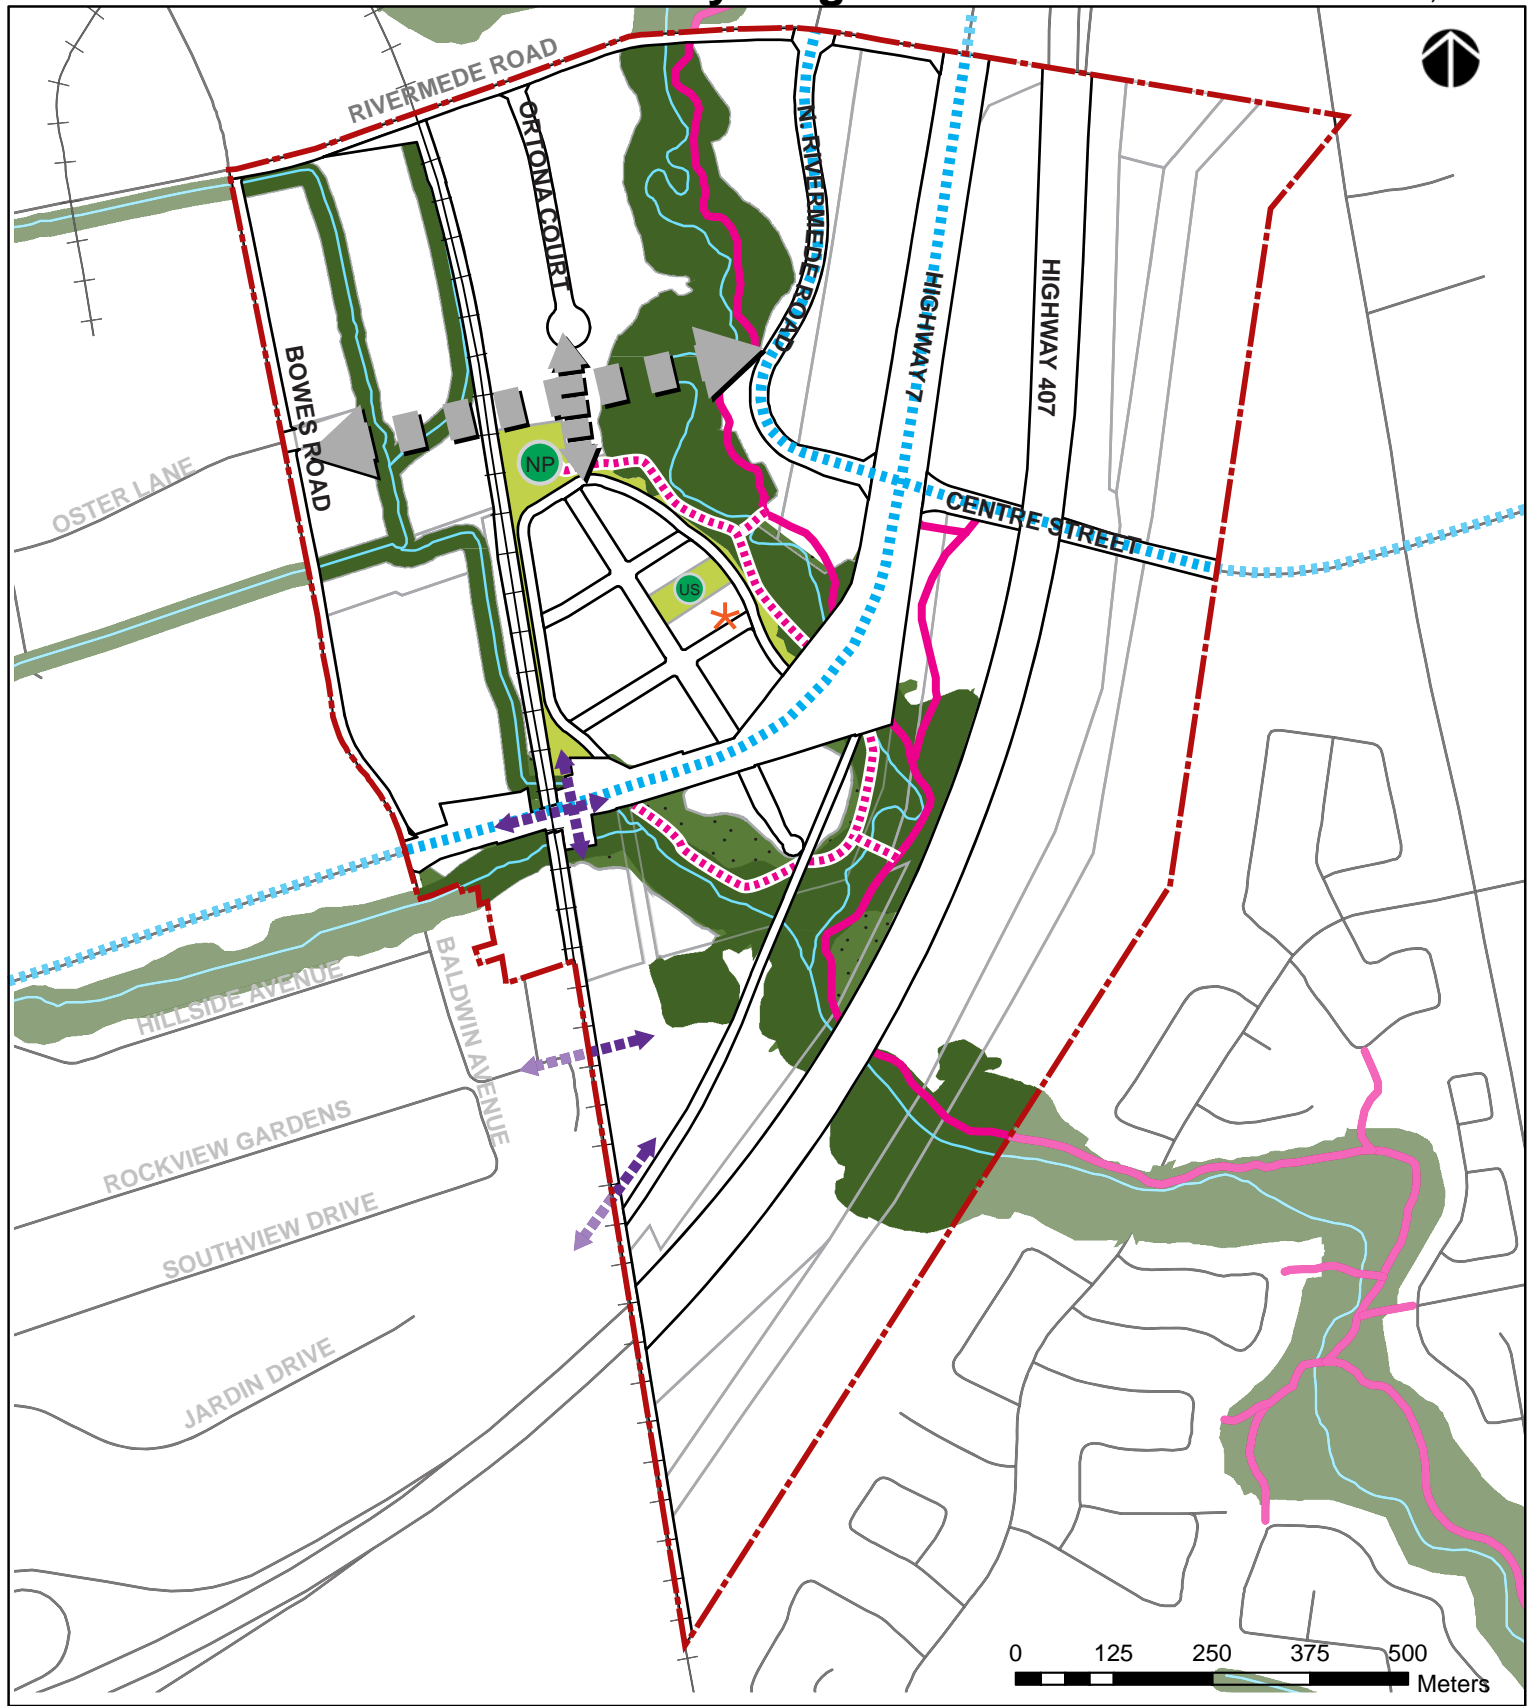 RIVERMEDE ROAD
ORTONA COURT
N. RIVERMEDE ROAD
HIGHWAY 7
HIGHWAY 407
BOWES ROAD
OSTER LANE
NP
CENTRE STREET
US
HILLSIDE AVENUE
BALDWIN AVENUE
ROCKVIEW GARDENS
SOUTHVIEW DRIVE
JARDIN DRIVE
0 125 250 375 500
Meters